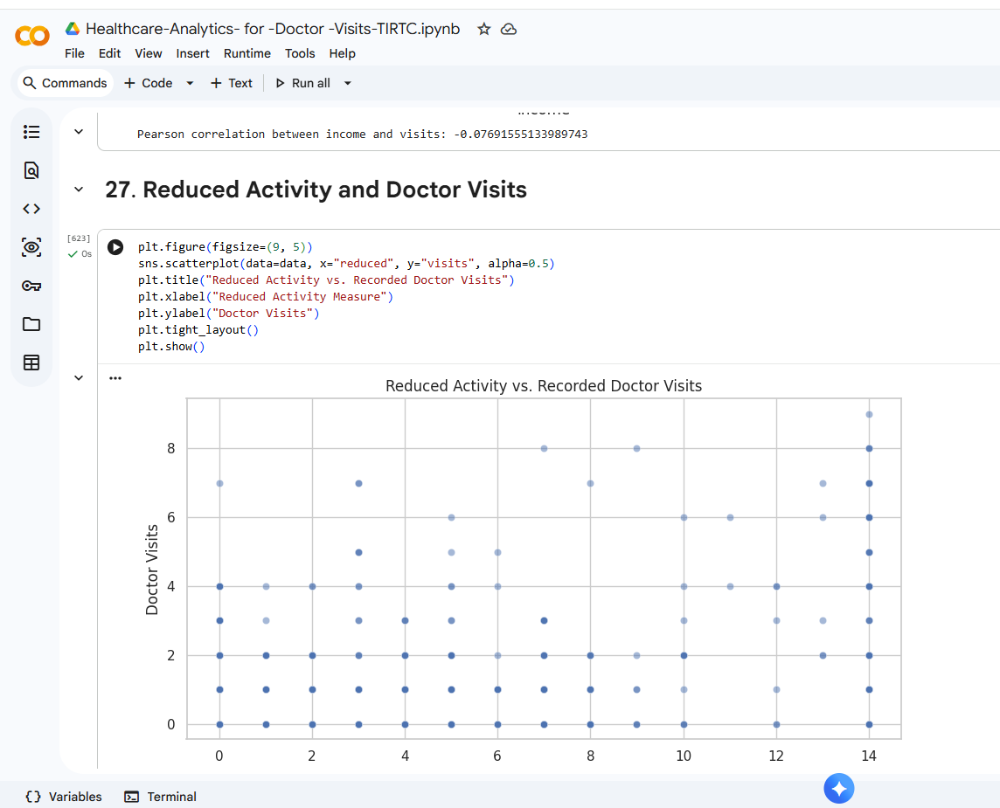 Healthcare-Analytics- for -Doctor -Visits-TIRTC.ipynb
File Edit View Insert Runtime Tools Help
Commands + Code + Text Run all
Pearson correlation between income and visits: -0.07691555133989743
27. Reduced Activity and Doctor Visits
[623]
0s
plt.figure(figsize=(9, 5))
sns.scatterplot(data=data, x="reduced", y="visits", alpha=0.5)
plt.title("Reduced Activity vs. Recorded Doctor Visits")
plt.xlabel("Reduced Activity Measure")
plt.ylabel("Doctor Visits")
plt.tight_layout()
plt.show()
Reduced Activity vs. Recorded Doctor Visits
Doctor Visits
8
6
4
2
0
0 2 4 6 8 10 12 14
Variables Terminal